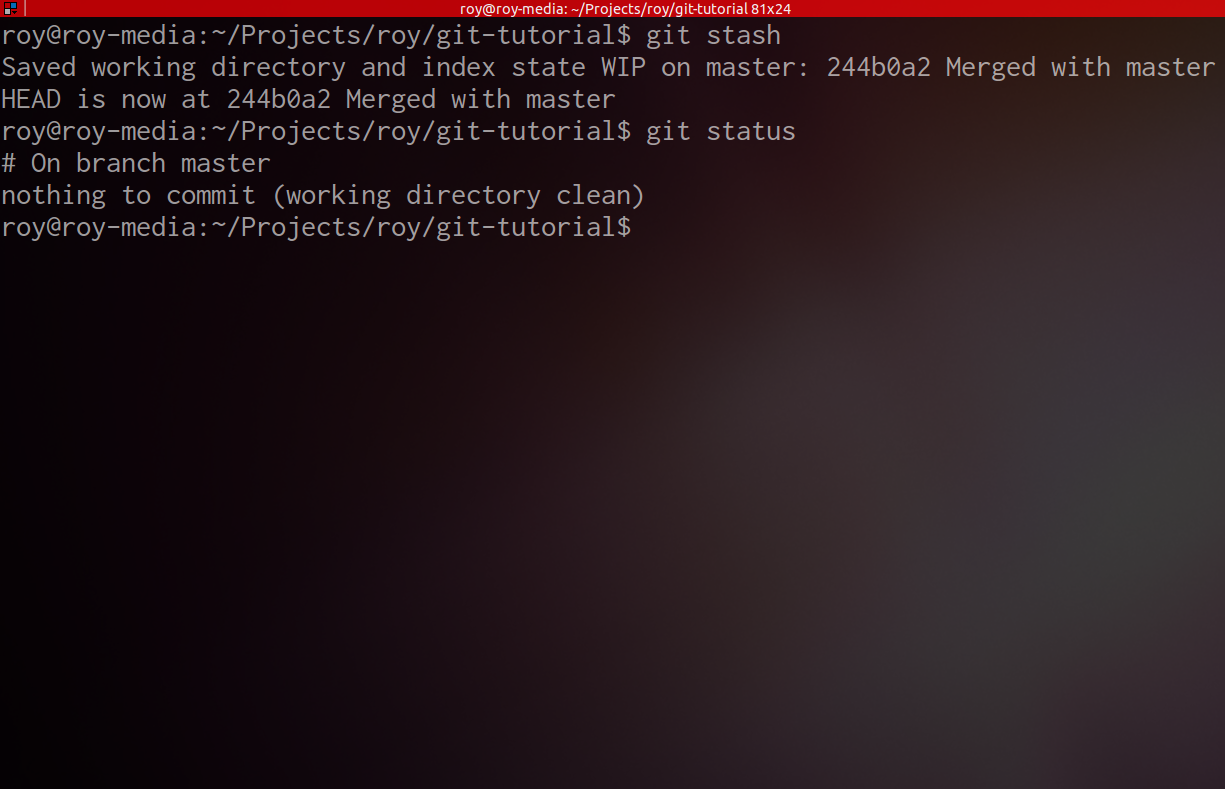 roy@roy-media: ~/Projects/roy/git-tutorial 81x24
roy@roy-media:~/Projects/roy/git-tutorial$ git stash
Saved working directory and index state WIP on master: 244b0a2 Merged with master
HEAD is now at 244b0a2 Merged with master
roy@roy-media:~/Projects/roy/git-tutorial$ git status
# On branch master
nothing to commit (working directory clean)
roy@roy-media:~/Projects/roy/git-tutorial$